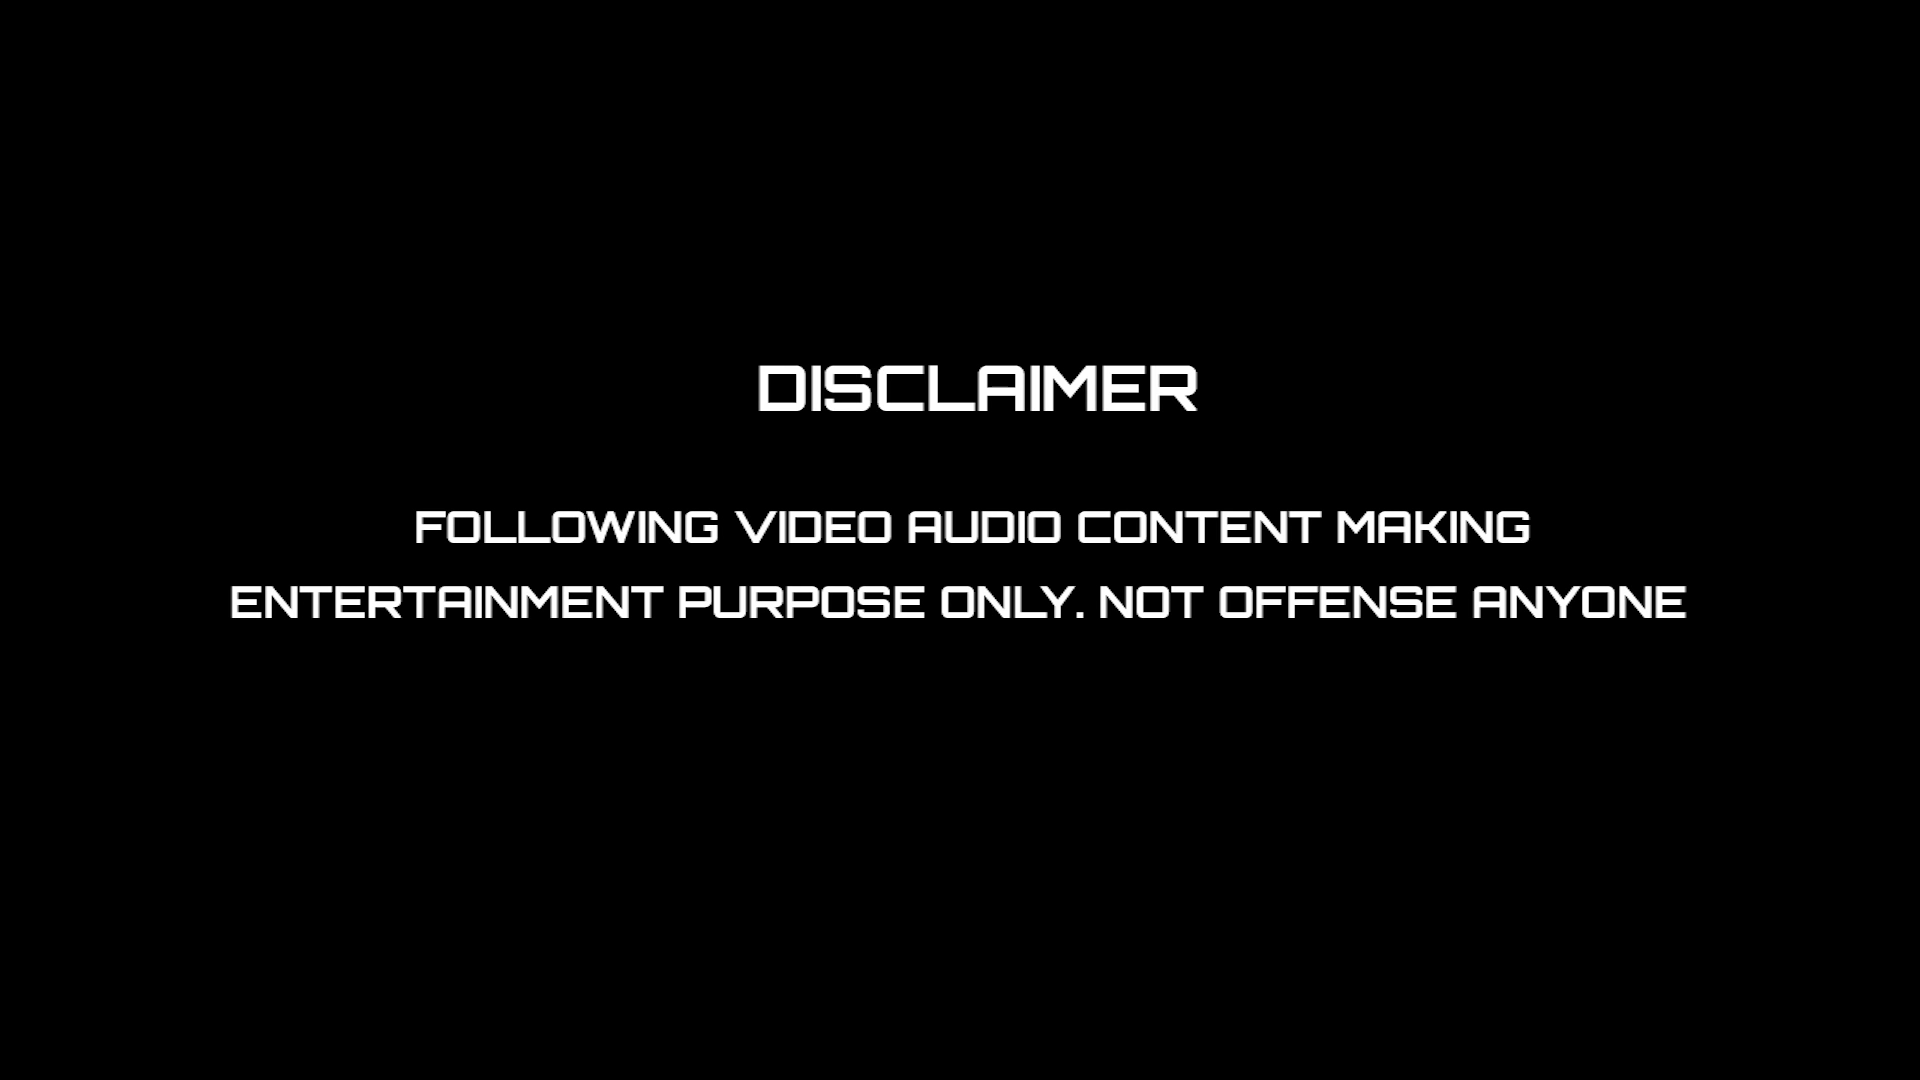 DISCLAIMER
FOLLOWING VIDEO AUDIO CONTENT MAKING
ENTERTAINMENT PURPOSE ONLY. NOT OFFENSE ANYONE